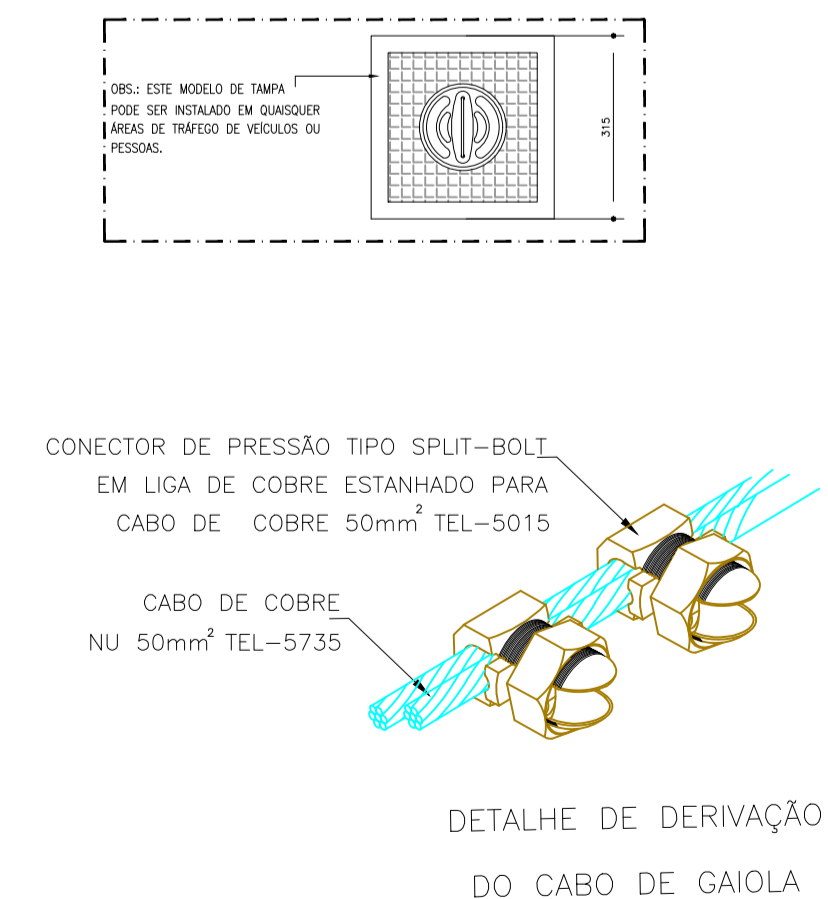 OBS.: ESTE MODELO DE TAMPA
PODE SER INSTALADO EM QUAISQUER
ÁREAS DE TRÁFEGO DE VEÍCULOS OU
PESSOAS.
315
CONECTOR DE PRESSÃO TIPO SPLIT-BOLT
EM LIGA DE COBRE ESTANHADO PARA
CABO DE COBRE 50mm² TEL-5015
CABO DE COBRE
NU 50mm² TEL-5735
DETALHE DE DERIVAÇÃO
DO CABO DE GAIOLA